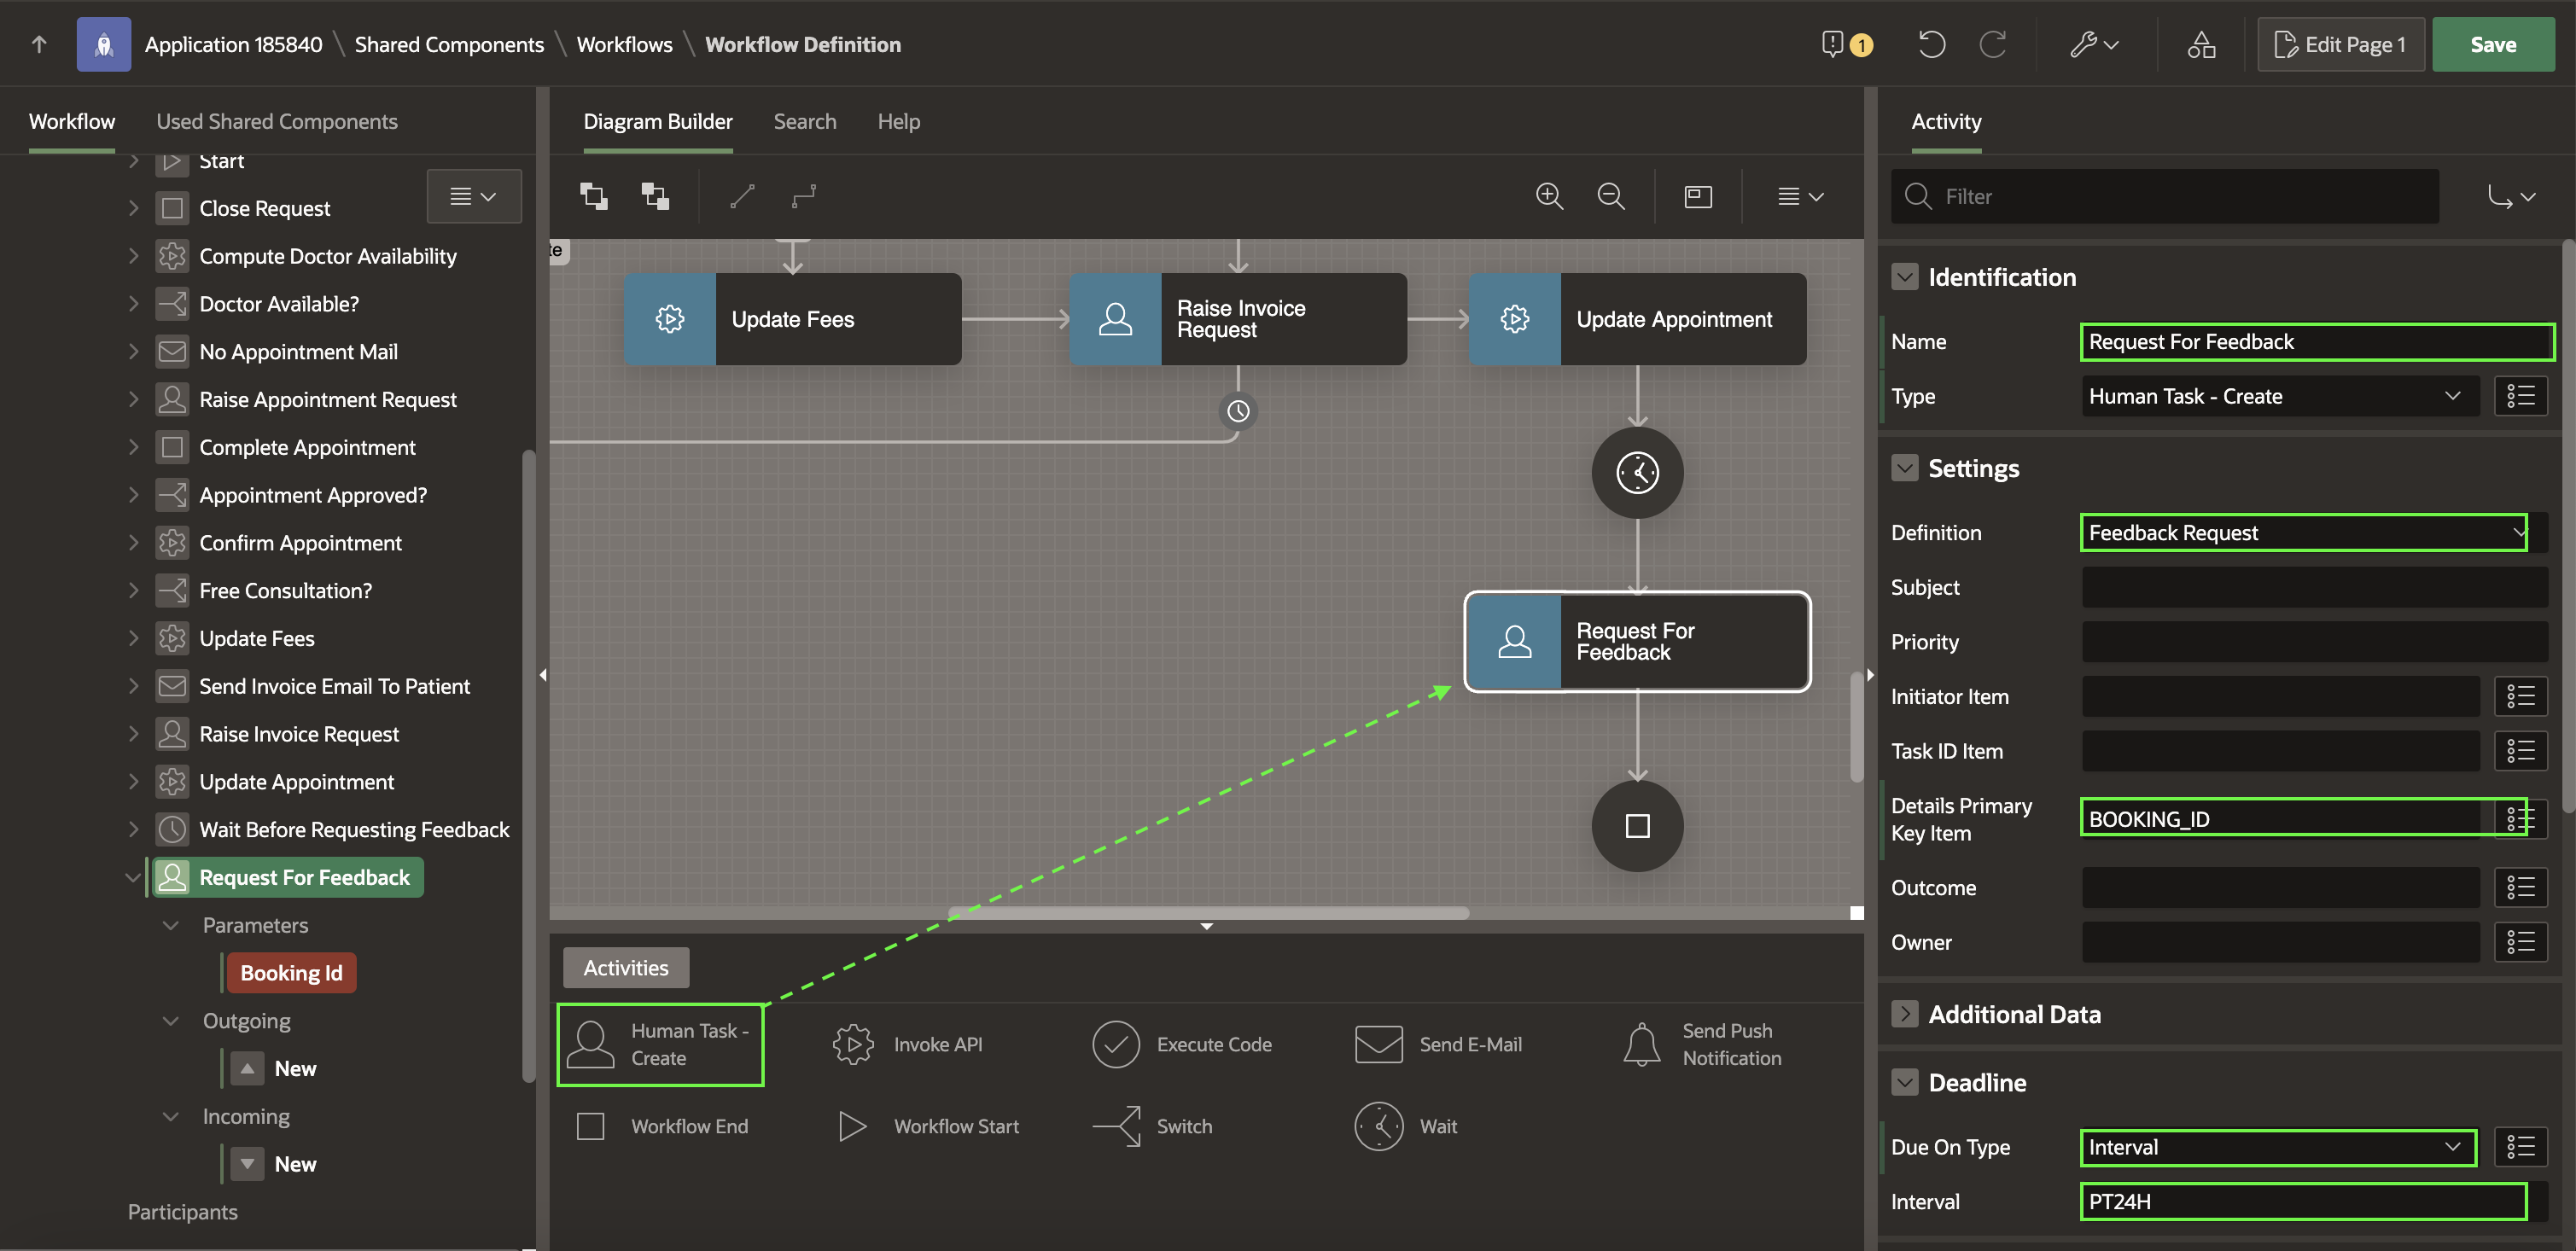 Application 185840 \ Shared Components \ Workflows \ Workflow Definition
1
Edit Page 1
Save
Workflow
Used Shared Components
Start
Close Request
Compute Doctor Availability
Doctor Available?
No Appointment Mail
Raise Appointment Request
Complete Appointment
Appointment Approved?
Confirm Appointment
Free Consultation?
Update Fees
Send Invoice Email To Patient
Raise Invoice Request
Update Appointment
Wait Before Requesting Feedback
Request For Feedback
Parameters
Booking Id
Outgoing
New
Incoming
New
Participants
Diagram Builder
Search
Help
te
Update Fees
Raise Invoice
Request
Update Appointment
Request For
Feedback
Activities
Human Task -
Create
Invoke API
Execute Code
Send E-Mail
Send Push
Notification
Workflow End
Workflow Start
Switch
Wait
Activity
Filter
Identification
Name
Request For Feedback
Type
Human Task - Create
Settings
Definition
Feedback Request
Subject
Priority
Initiator Item
Task ID Item
Details Primary
Key Item
BOOKING_ID
Outcome
Owner
Additional Data
Deadline
Due On Type
Interval
Interval
PT24H